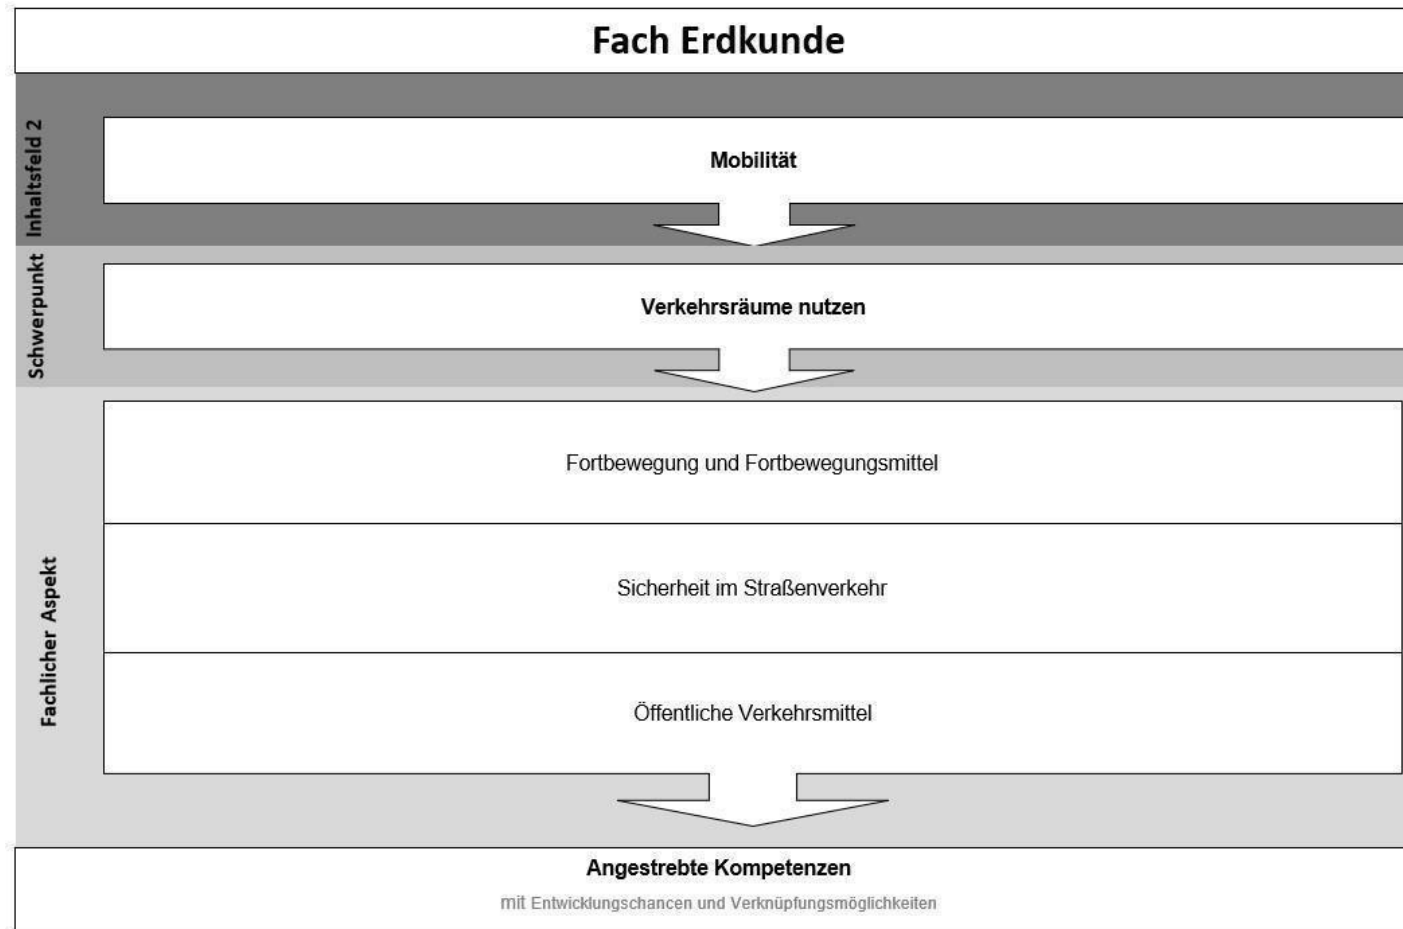 Fach Erdkunde
Inhaltsfeld 2
Mobilität
Schwerpunkt
Verkehrsräume nutzen
Fachlicher Aspekt
Fortbewegung und Fortbewegungsmittel
Sicherheit im Straßenverkehr
Öffentliche Verkehrsmittel
Angestrebte Kompetenzen
mit Entwicklungschancen und Verknüpfungsmöglichkeiten